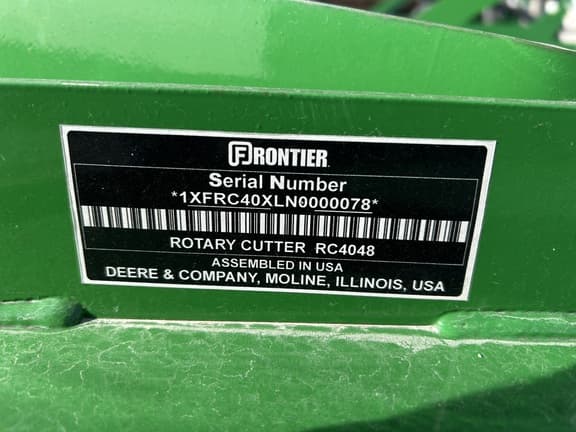 FRONTIER
Serial Number
*1XFRC40XLN0000078*
ROTARY CUTTER RC4048
ASSEMBLED IN USA
DEERE & COMPANY, MOLINE, ILLINOIS, USA